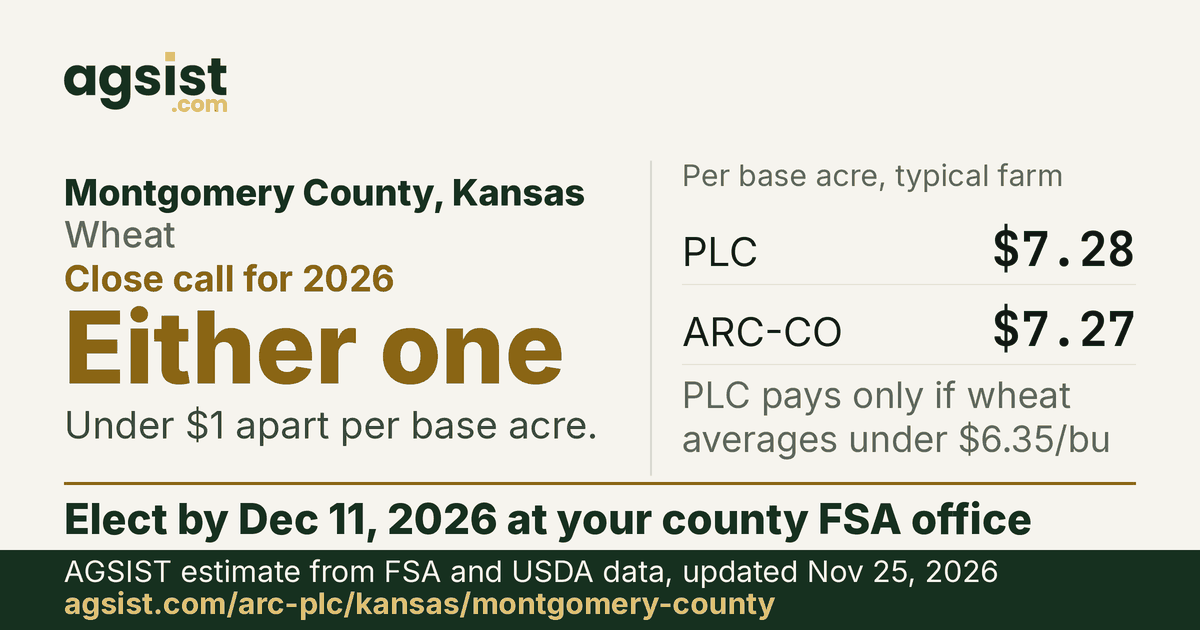 agsist
.com
Montgomery County, Kansas
Wheat
Close call for 2026
Either one
Under $1 apart per base acre.
Per base acre, typical farm
PLC $7.28
ARC-CO $7.27
PLC pays only if wheat
averages under $6.35/bu
Elect by Dec 11, 2026 at your county FSA office
AGSIST estimate from FSA and USDA data, updated Nov 25, 2026
agsist.com/arc-plc/kansas/montgomery-county